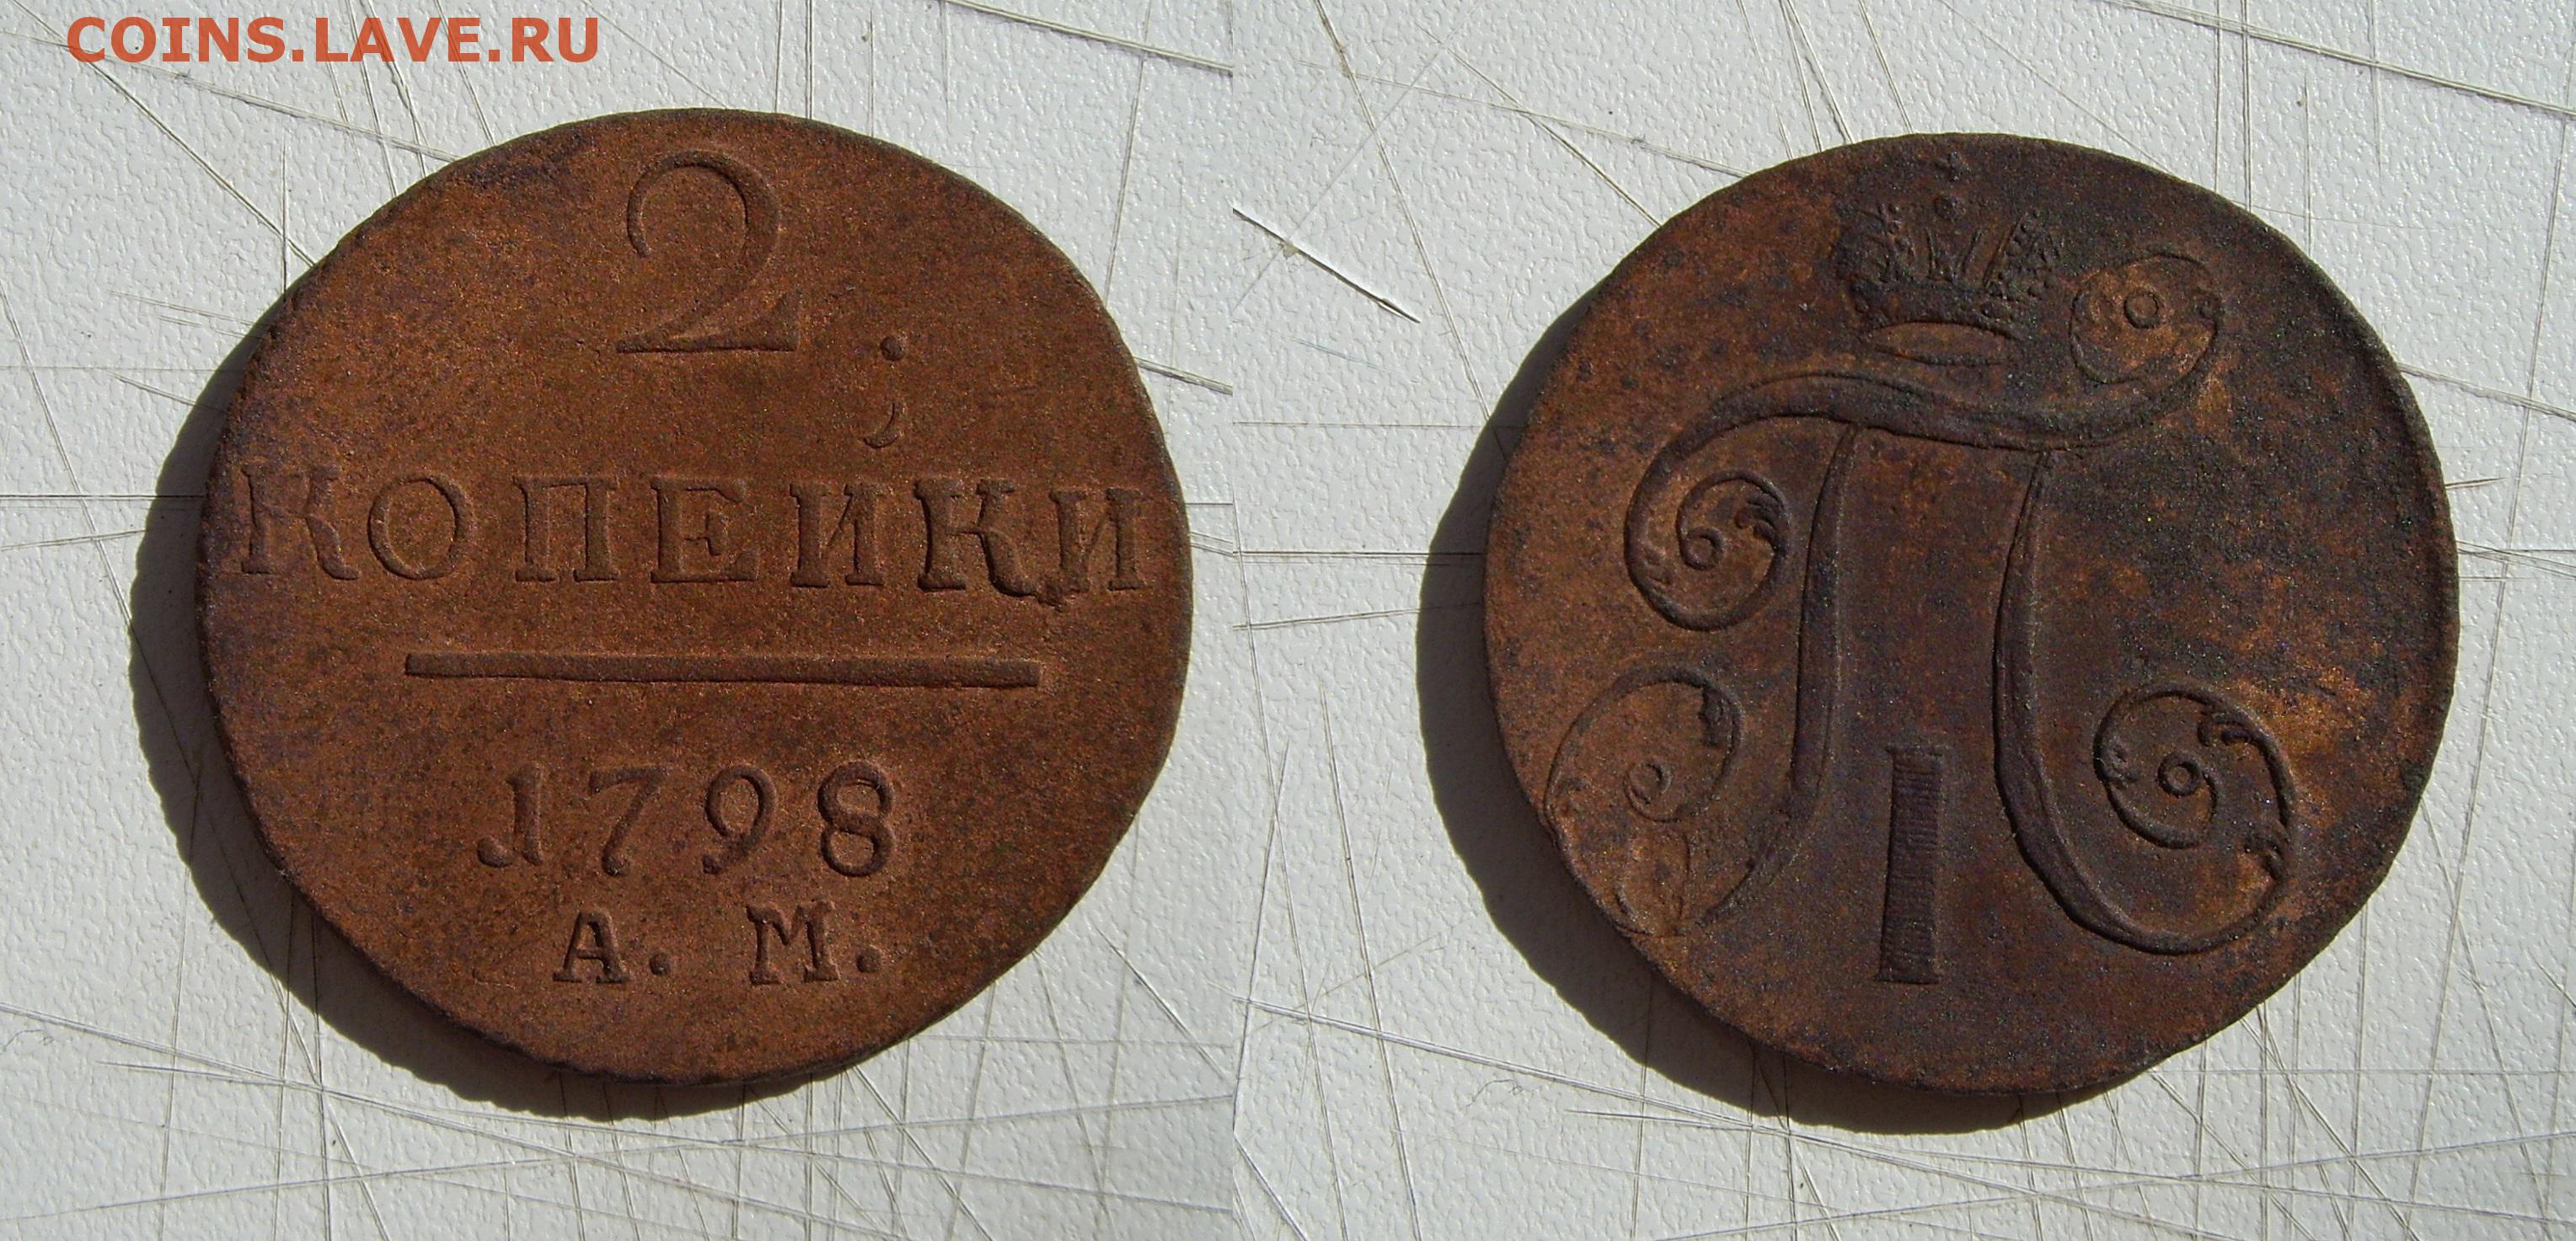 COINS.LAVE.RU
2
КОПЕЙКИ
1798
А. М.
П
I